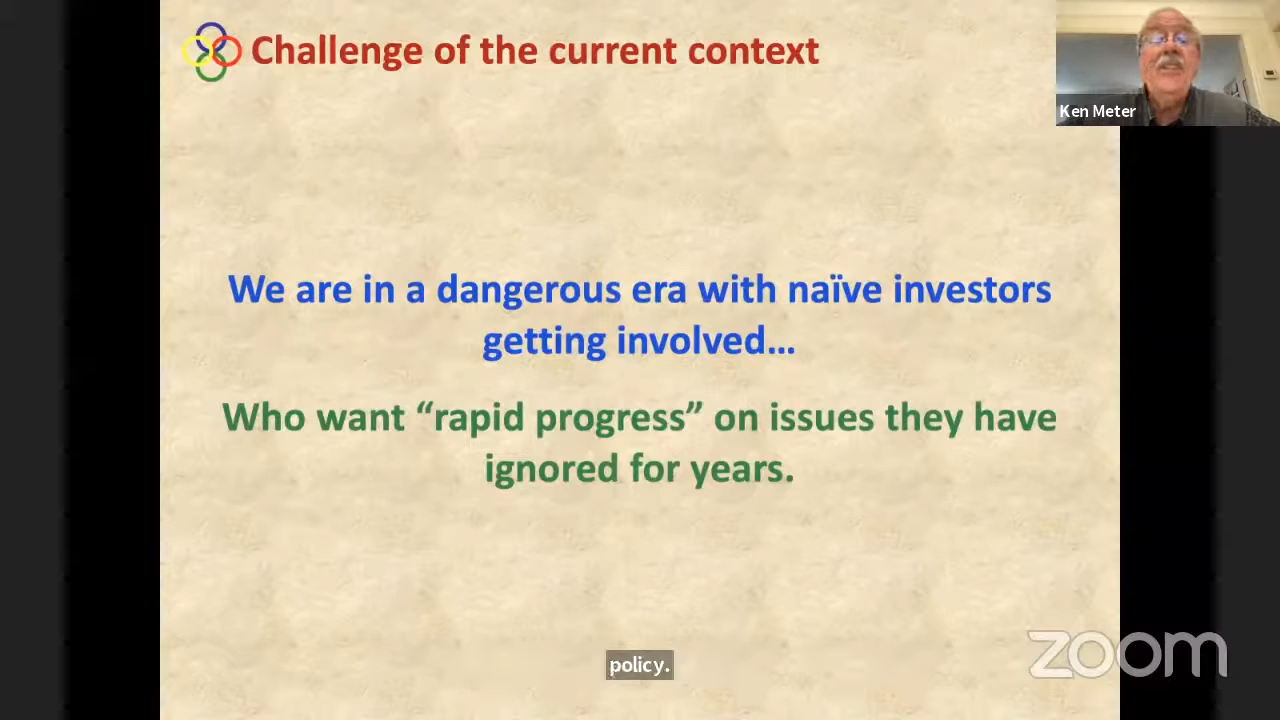 Challenge of the current context
Ken Meter
We are in a dangerous era with naïve investors
getting involved...
Who want “rapid progress” on issues they have
ignored for years.
policy.
zoom